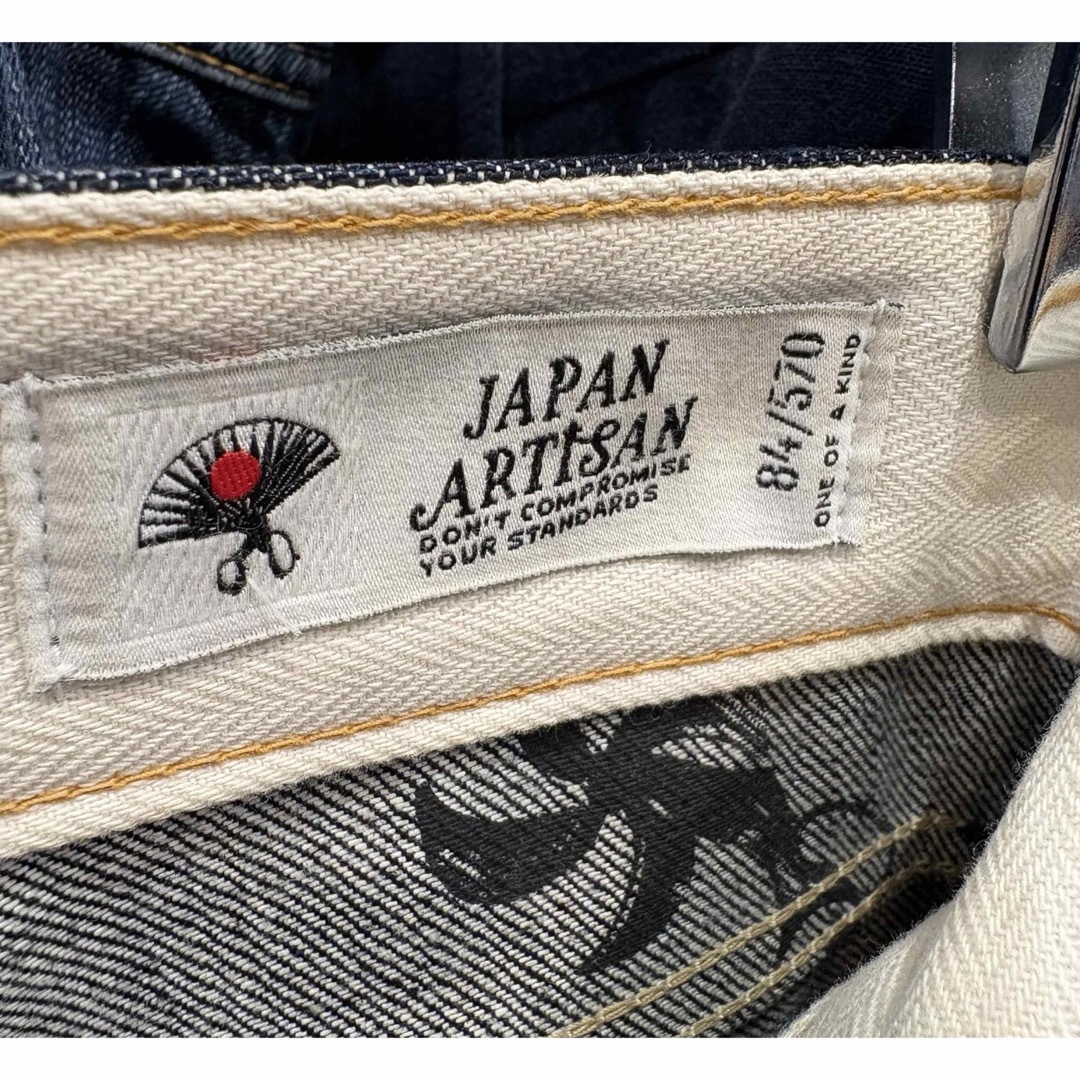 JAPAN
ARTISAN
DON'T COMPROMISE
YOUR STANDARDS
84/570
ONE OF A KIND